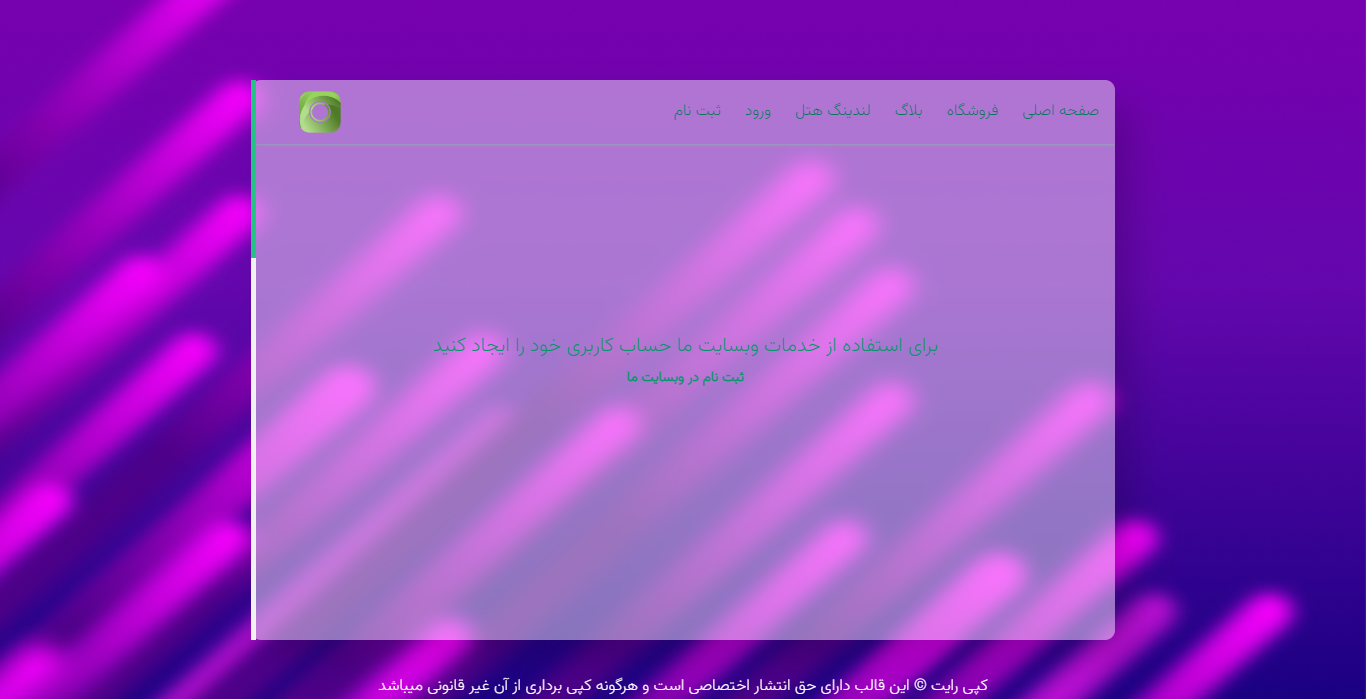 صفحه اصلی فروشگاه بلاگ لندینگ هتل ورود ثبت نام
برای استفاده از خدمات وبسایت ما حساب کاربری خود را ایجاد کنید
ثبت نام در وبسایت ما
کپی رایت © این قالب دارای حق انتشار اختصاصی است و هرگونه کپی برداری از آن غیر قانونی میباشد